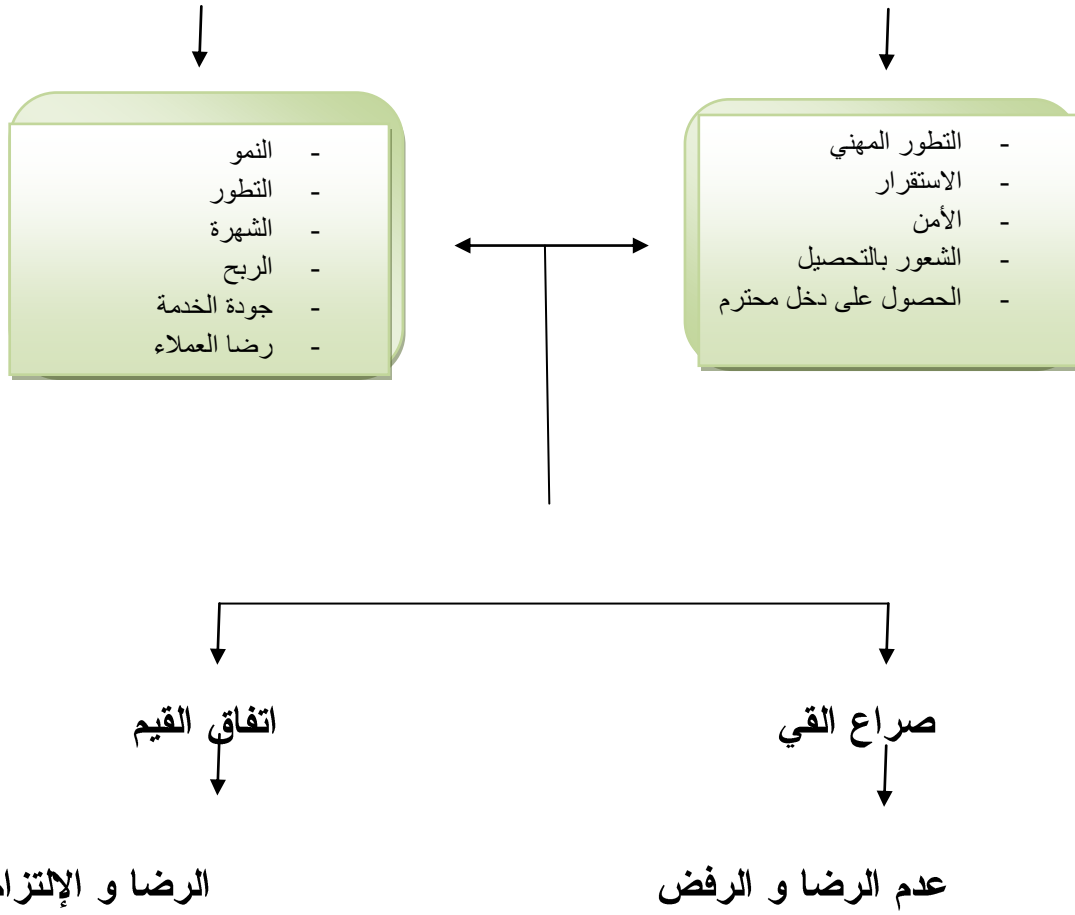 - التطور المهني
- الاستقرار
- الأمن
- الشعور بالتحصيل
- الحصول على دخل محترم
- النمو
- التطور
- الشهرة
- الربح
- جودة الخدمة
- رضا العملاء
صراع القي
اتفاق القيم
عدم الرضا و الرفض
الرضا و الإلتزا